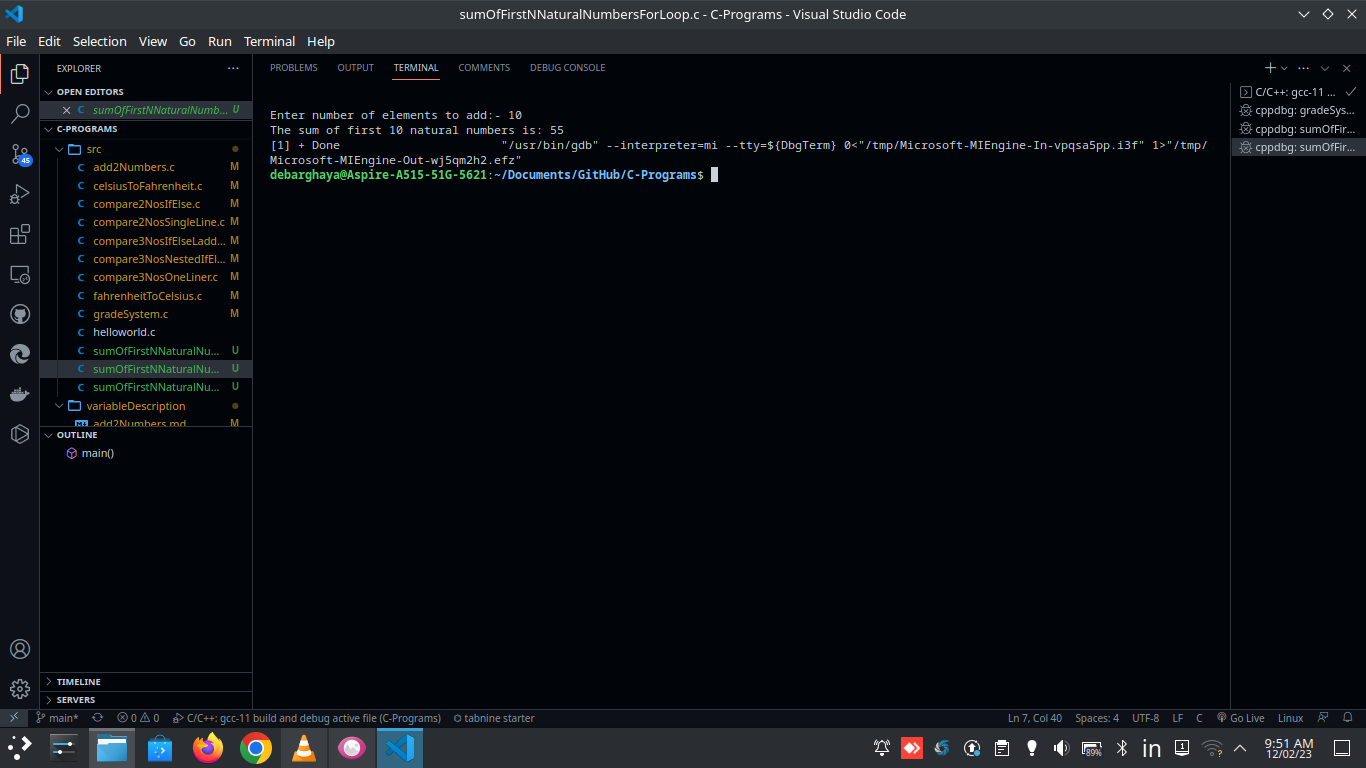 sumOfFirstNNaturalNumbersForLoop.c - C-Programs - Visual Studio Code
File Edit Selection View Go Run Terminal Help
EXPLORER
OPEN EDITORS
sumOfFirstNNaturalNumb... U
C-PROGRAMS
src
C add2Numbers.c M
C celsiusToFahrenheit.c M
C compare2NosIfElse.c M
C compare2NosSingleLine.c M
C compare3NosIfElseLadd... M
C compare3NosNestedIfEl... M
C compare3NosOneLiner.c M
C fahrenheitToCelsius.c M
C gradeSystem.c M
C helloworld.c
C sumOfFirstNNaturalNu... U
C sumOfFirstNNaturalNu... U
C sumOfFirstNNaturalNu... U
variableDescription
add2Numbers.md M
OUTLINE
main()
TIMELINE
SERVERS
45
PROBLEMS OUTPUT TERMINAL COMMENTS DEBUG CONSOLE
Enter number of elements to add:- 10
The sum of first 10 natural numbers is: 55
[1] + Done "/usr/bin/gdb" --interpreter=mi --tty=${DbgTerm} 0<"/tmp/Microsoft-MIEngine-In-vpqsa5pp.i3f" 1>"/tmp/
Microsoft-MIEngine-Out-wj5qm2h2.efz"
debarghaya@Aspire-A515-51G-5621:~/Documents/GitHub/C-Programs$
C/C++: gcc-11 ...
cppdbg: gradeSys...
cppdbg: sumOfFir...
cppdbg: sumOfFir...
main* 0 0 C/C++: gcc-11 build and debug active file (C-Programs) tabnine starter Ln 7, Col 40 Spaces: 4 UTF-8 LF C Go Live Linux
89% in 1 9:51 AM
12/02/23